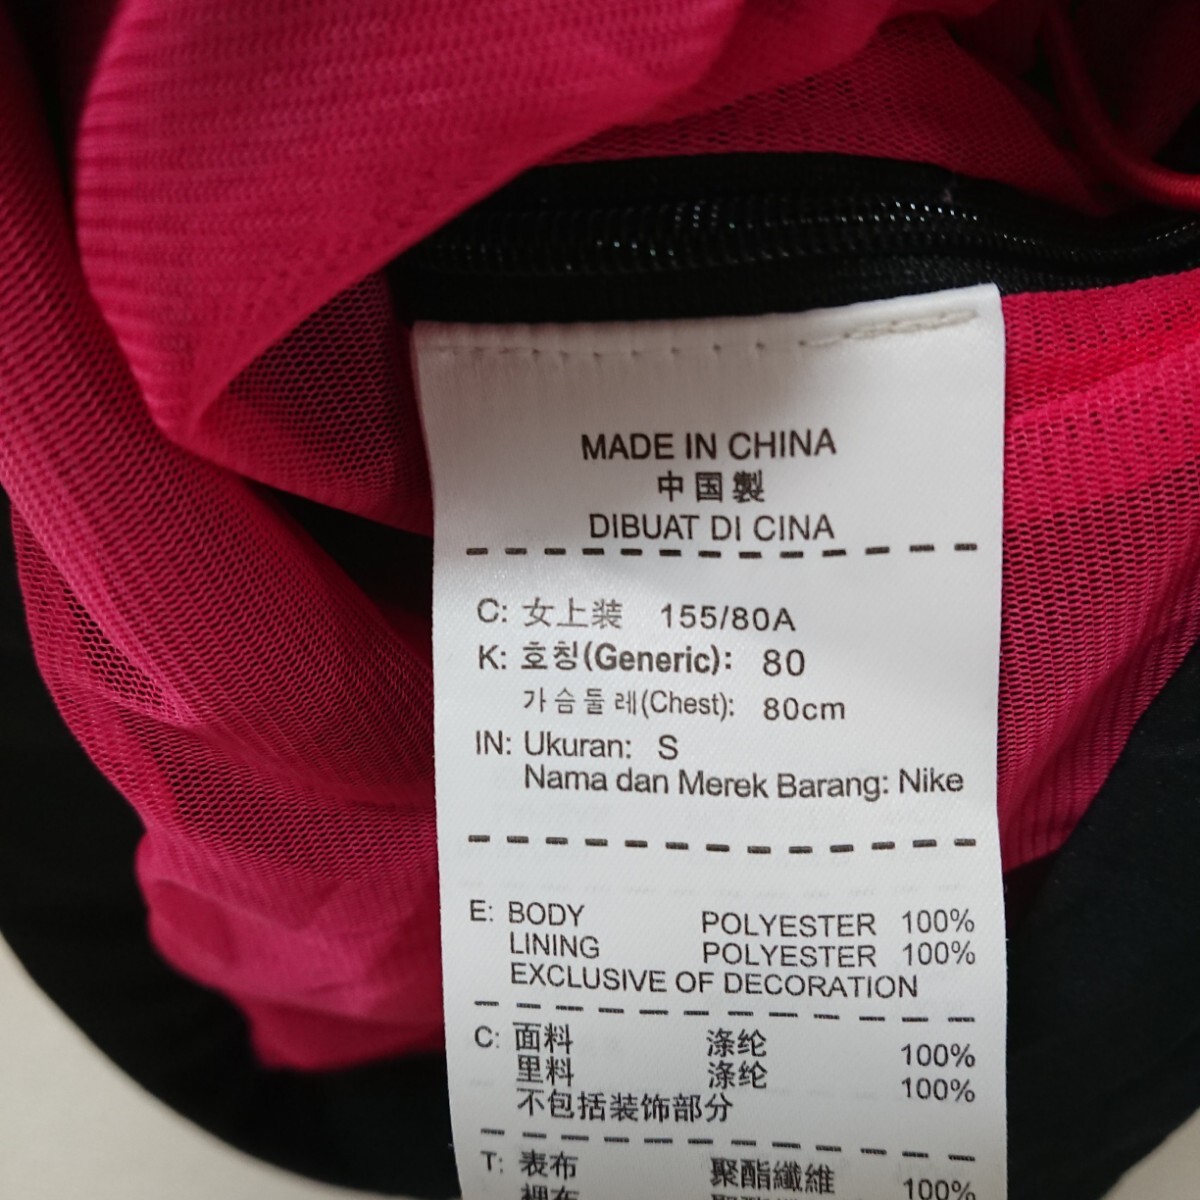 MADE IN CHINA
中国製
DIBUAT DI CINA
C: 女上装 155/80A
K: 호칭(Generic): 80
가슴둘레(Chest): 80cm
IN: Ukuran: S
Nama dan Merek Barang: Nike
E: BODY POLYESTER 100%
LINING POLYESTER 100%
EXCLUSIVE OF DECORATION
C: 面料 涤纶 100%
里料 涤纶 100%
不包括装饰部分
T: 表布 聚酯纖維 100%
裡布